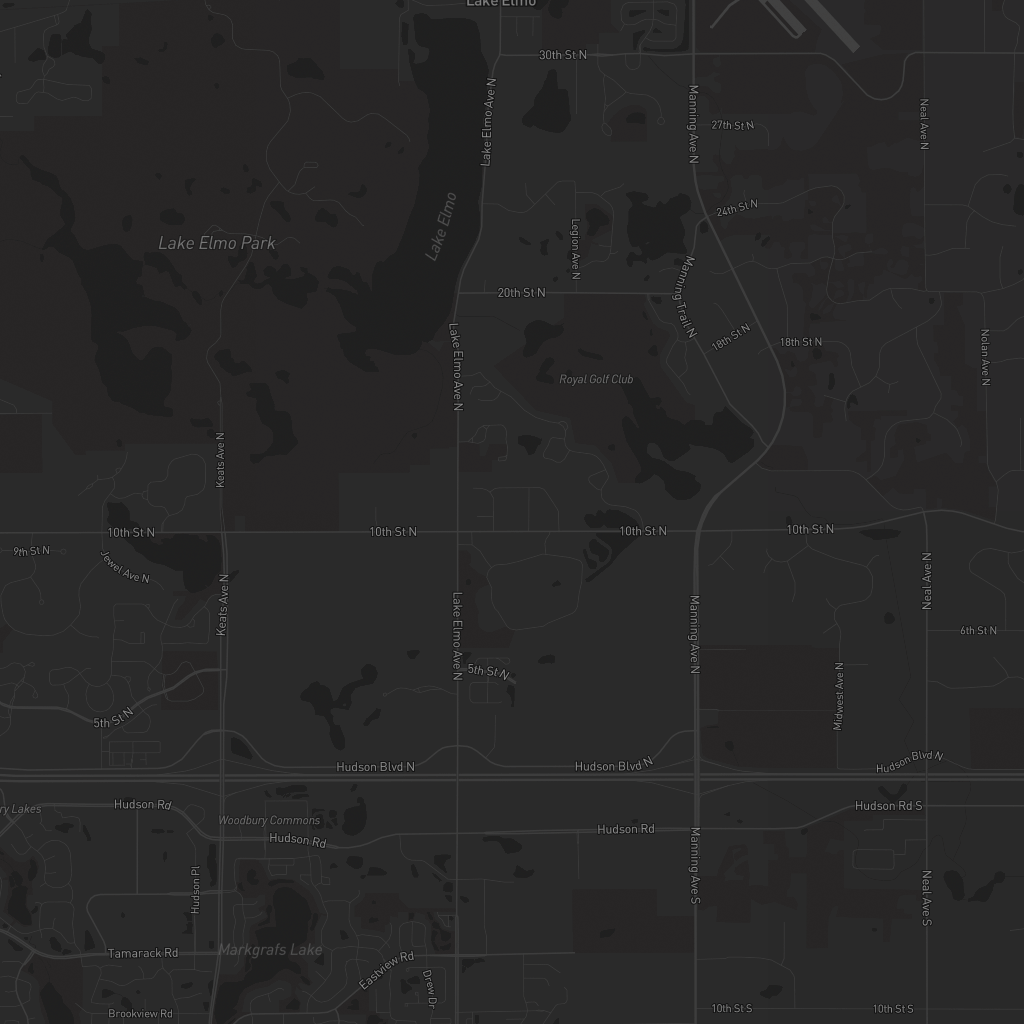 Lake Elmo
30th St N
Lake Elmo Ave N
Manning Ave N
27th St N
Neal Ave N
Lake Elmo
24th St N
Lake Elmo Park
Legion Ave N
20th St N
Manning Trail N
18th St N
18th St N
Nolan Ave N
Lake Elmo Ave N
Royal Golf Club
Keats Ave N
10th St N
10th St N
10th St N
10th St N
9th St N
Jewel Ave N
Keats Ave N
Lake Elmo Ave N
Manning Ave N
Neal Ave N
6th St N
5th St N
Midwest Ave N
5th St N
Hudson Blvd N
Hudson Blvd N
Hudson Blvd N
ry Lakes
Hudson Rd
Woodbury Commons
Hudson Rd
Hudson Rd
Hudson Rd S
Hudson Pl
Manning Ave S
Neal Ave S
Tamarack Rd
Markgrafs Lake
Eastview Rd
Drew Dr
Brookview Rd
10th St S
10th St S